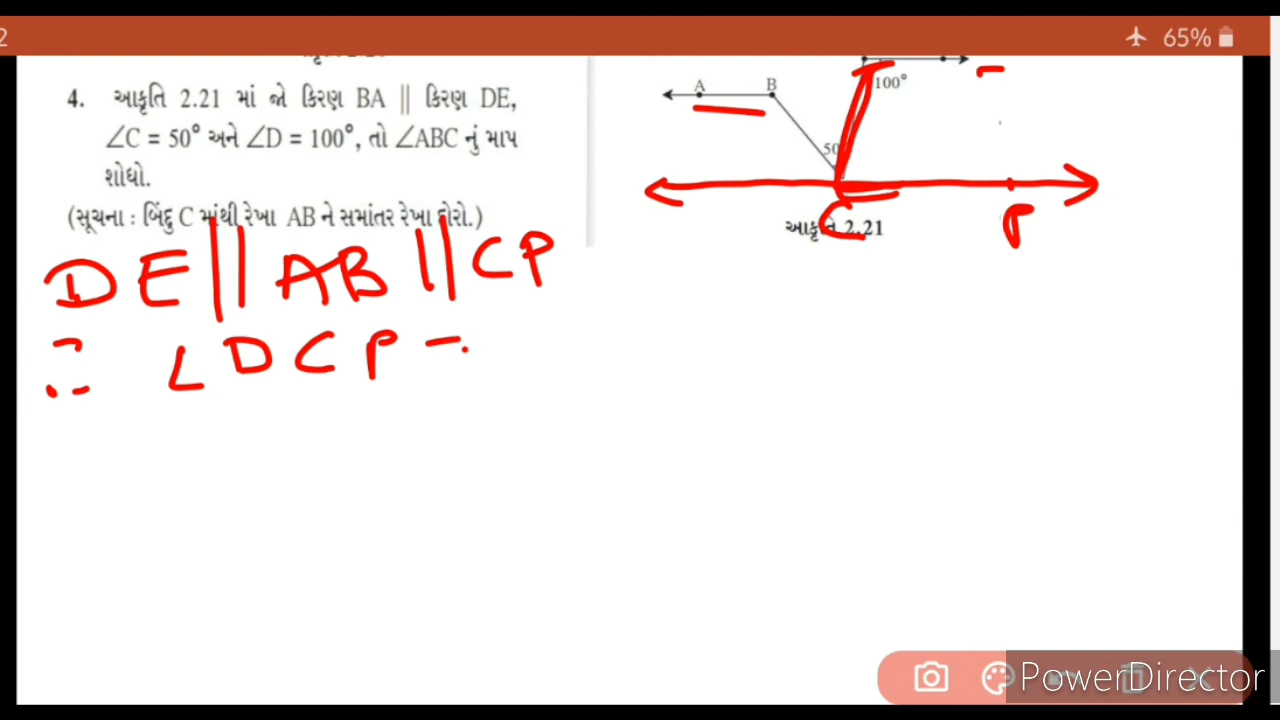 2
65%
4. આકૃતિ 2.21 માં જો કિરણ BA || કિરણ DE,
∠C = 50° અને ∠D = 100°, તો ∠ABC નું માપ
શોધો.
(સૂચના : બિંદુ C માંથી રેખા AB ને સમાંતર રેખા દોરો.)
A B 100°
50
C P
આકૃતિ 2.21
DE || AB || CP
∴ ∠DCP
PowerDirector